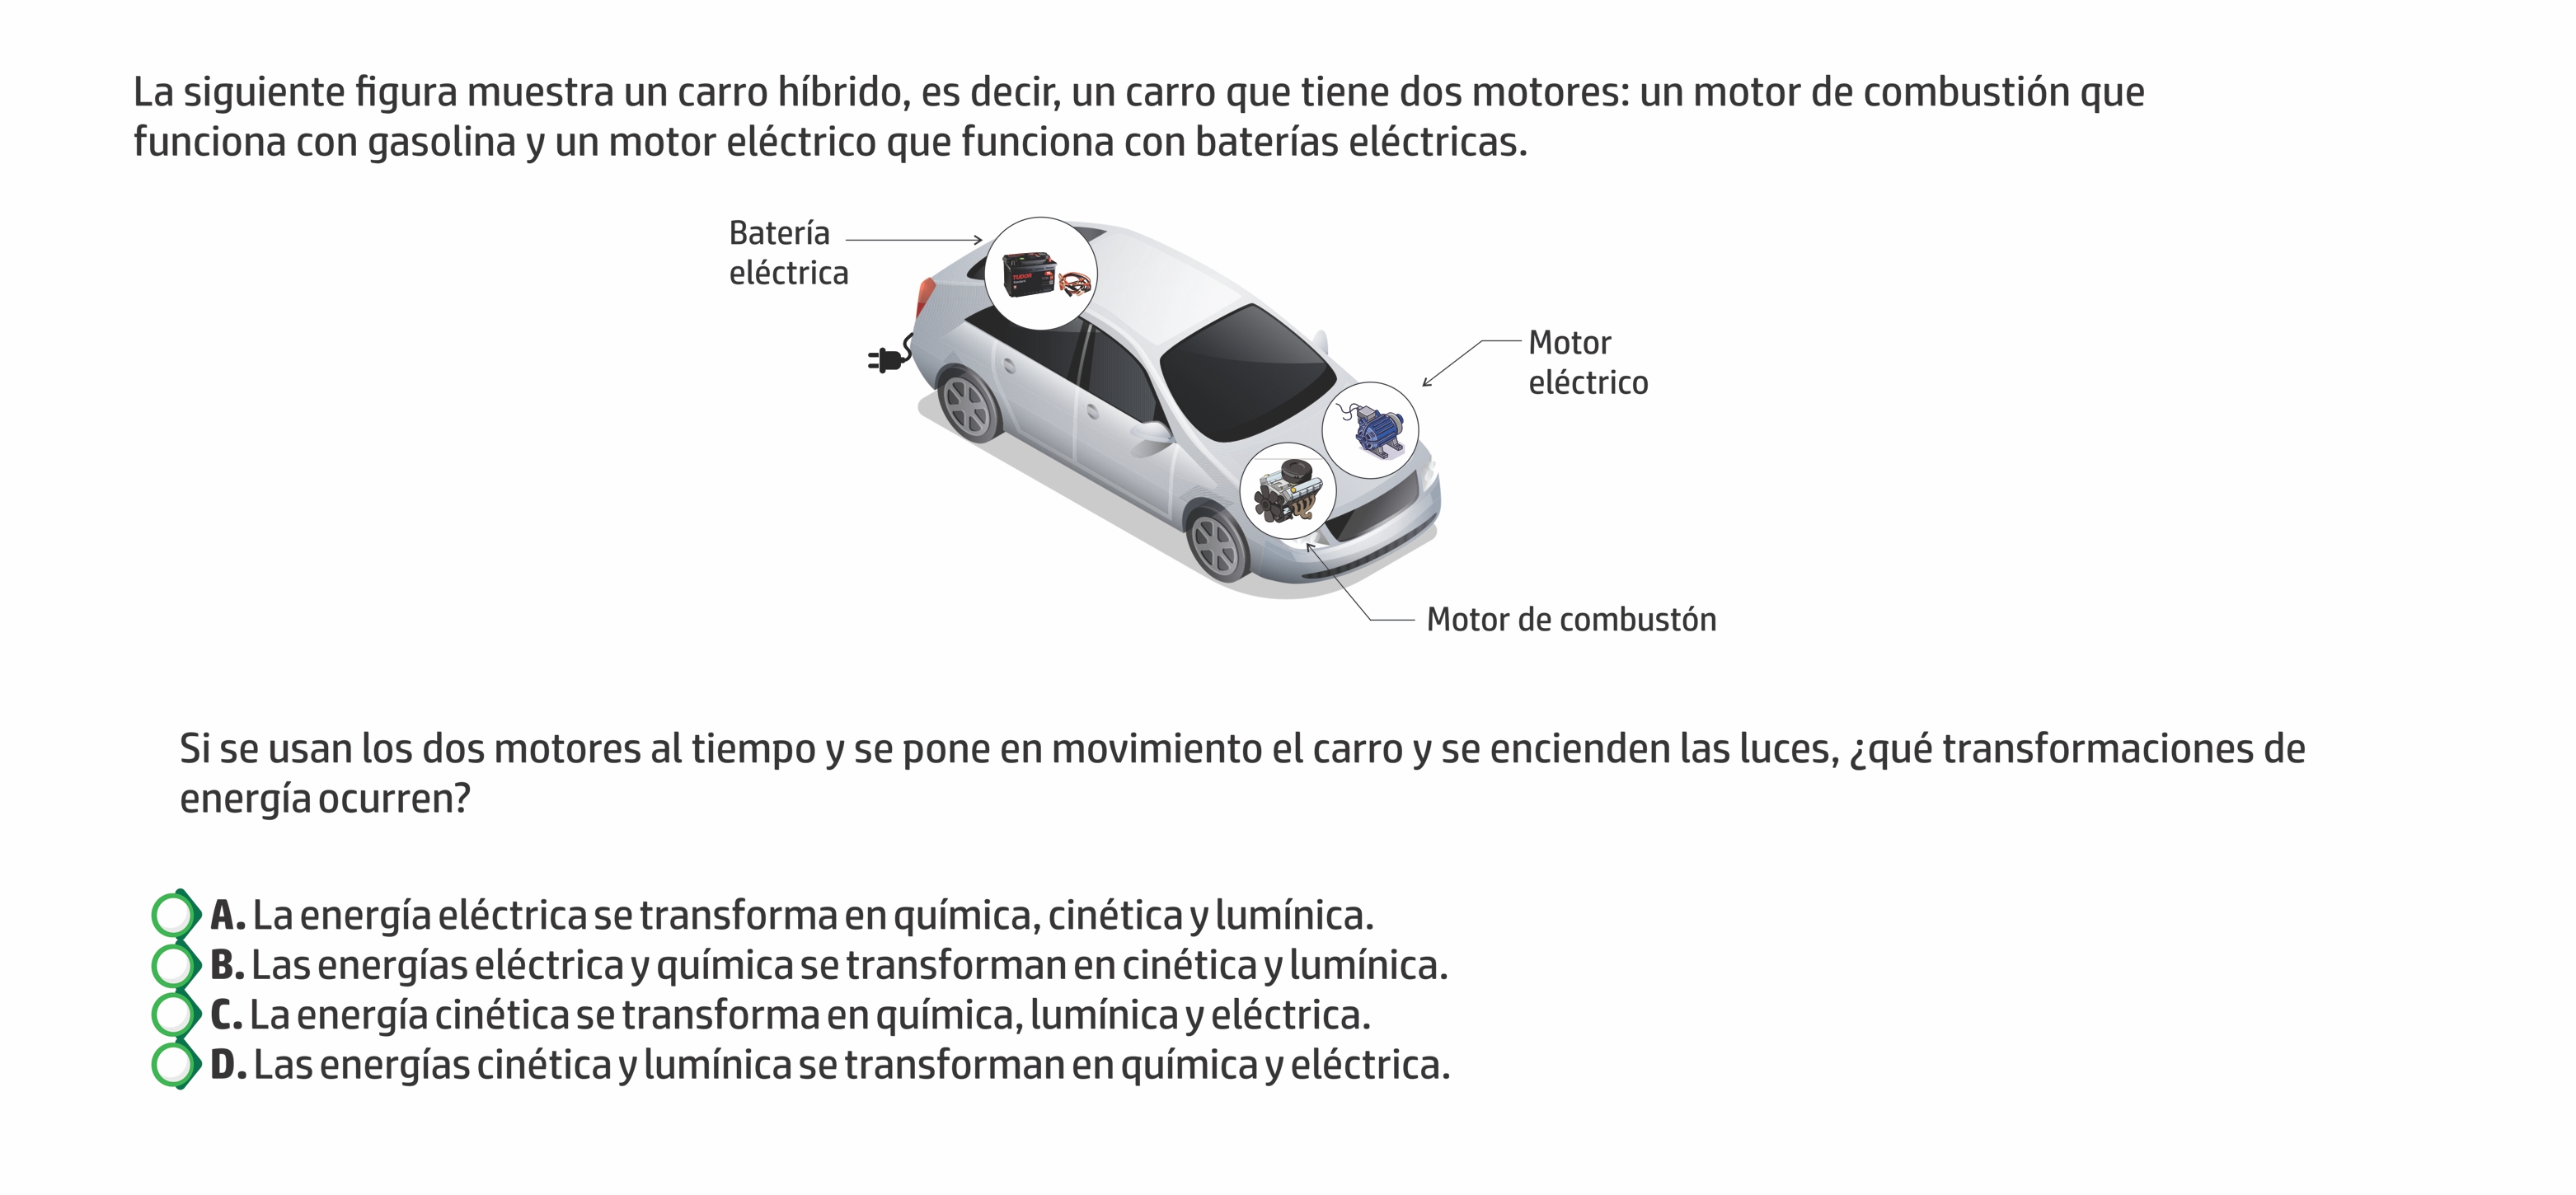 La siguiente figura muestra un carro híbrido, es decir, un carro que tiene dos motores: un motor de combustión que
funciona con gasolina y un motor eléctrico que funciona con baterías eléctricas.
Batería
eléctrica
TUDOR
Motor
eléctrico
Motor de combustón
Si se usan los dos motores al tiempo y se pone en movimiento el carro y se encienden las luces, ¿qué transformaciones de
energía ocurren?
A. La energía eléctrica se transforma en química, cinética y lumínica.
B. Las energías eléctrica y química se transforman en cinética y lumínica.
C. La energía cinética se transforma en química, lumínica y eléctrica.
D. Las energías cinética y lumínica se transforman en química y eléctrica.